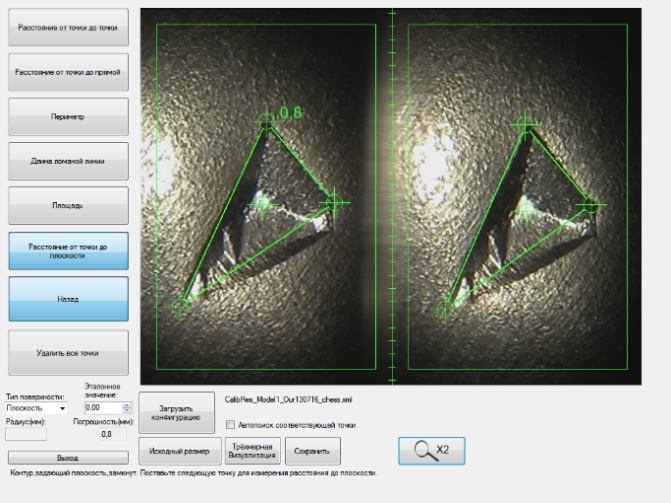 Расстояние от точки до точки
Расстояние от точки до прямой
Периметр
Длина ломаной линии
Площадь
Расстояние от точки до
плоскости
Назад
Удалить все точки
Тип поверхности:
Эталонное
значение:
Плоскость
0,00
Радиус(мм):
Погрешность(мм):
0,8
Выход
0,8
Загрузить
конфигурацию
CalibRes_Model1_Our130716_chess.xml
Автопоиск соответствующей точки
Исходный размер
Трёхмерная
Визуализация
Сохранить
X2
Контур,задающий плоскость,замкнут. Поставьте следующую точку для измерения расстояния до плоскости.